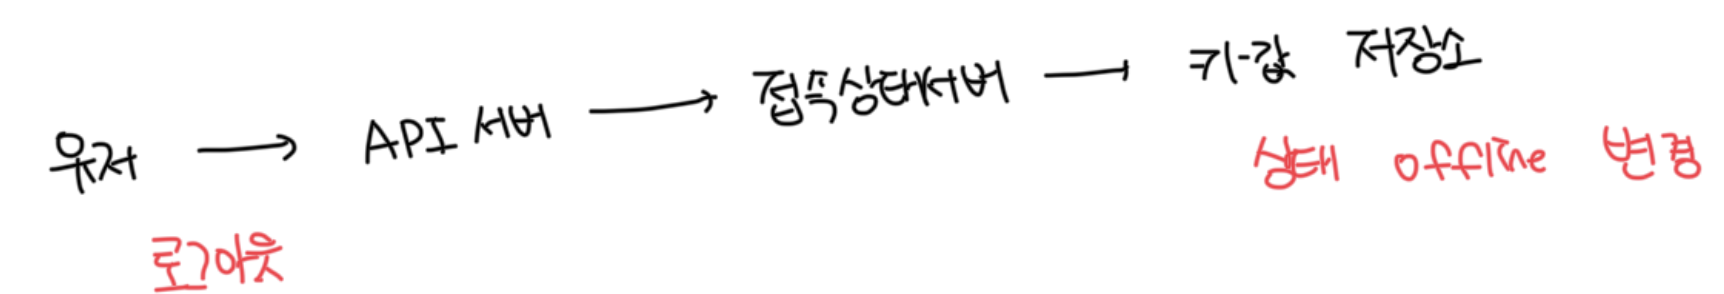 유저 → API 서버 → 접속상태서버 → 키-값 저장소
로그아웃
상태 offline 변경